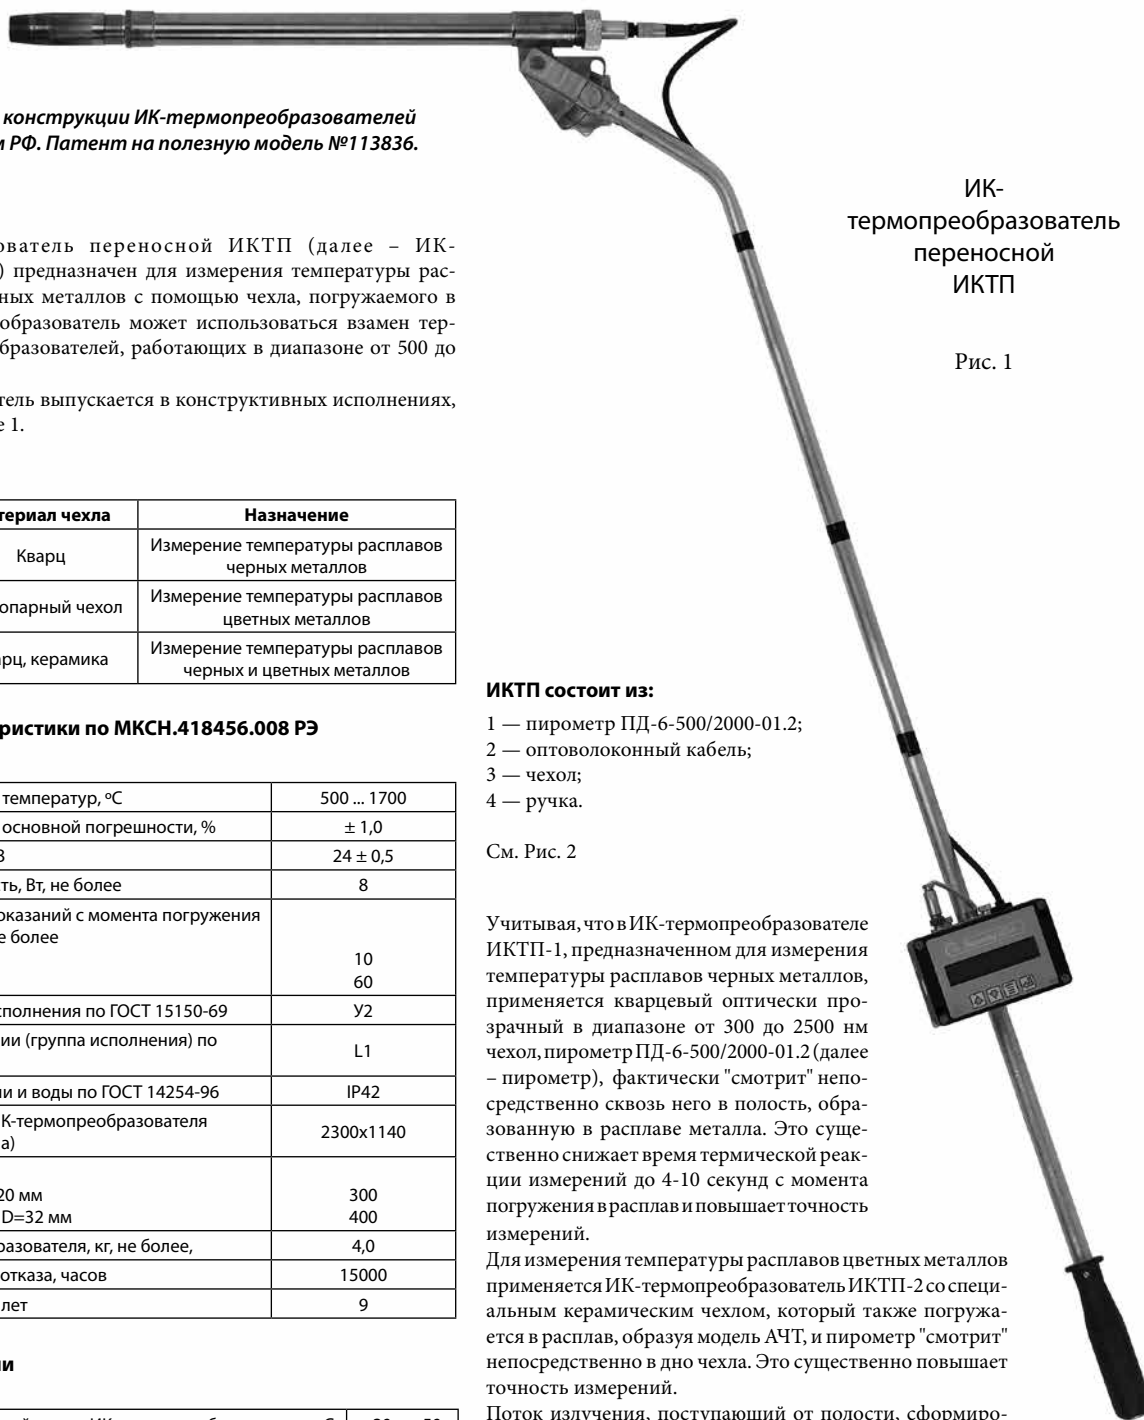 конструкции ИК-термопреобразователей
РФ. Патент на полезную модель №113836.
переносной ИКТП (далее – ИК-
) предназначен для измерения температуры рас-
ных металлов с помощью чехла, погружаемого в
образователь может использоваться взамен тер-
бразователей, работающих в диапазоне от 500 до
тель выпускается в конструктивных исполнениях,
е 1.
териал чехла Назначение
Кварц Измерение температуры расплавов
черных металлов
опарный чехол Измерение температуры расплавов
цветных металлов
арц, керамика Измерение температуры расплавов
черных и цветных металлов
ристики по МКСН.418456.008 РЭ
температур, ºС 500 ... 1700
основной погрешности, % ± 1,0
В 24 ± 0,5
ть, Вт, не более 8
оказаний с момента погружения
е более
10
60
сполнения по ГОСТ 15150-69 У2
ии (группа исполнения) по L1
ли и воды по ГОСТ 14254-96 IP42
К-термопреобразователя
а) 2300х1140
20 мм 300
D=32 мм 400
разователя, кг, не более, 4,0
отказа, часов 15000
лет 9
ии
ИК-
термопреобразователь
переносной
ИКТП
Рис. 1
ИКТП состоит из:
1 — пирометр ПД-6-500/2000-01.2;
2 — оптоволоконный кабель;
3 — чехол;
4 — ручка.
См. Рис. 2
Учитывая, что в ИК-термопреобразователе
ИКТП-1, предназначенном для измерения
температуры расплавов черных металлов,
применяется кварцевый оптически про-
зрачный в диапазоне от 300 до 2500 нм
чехол, пирометр ПД-6-500/2000-01.2 (далее
– пирометр), фактически "смотрит" непо-
средственно сквозь него в полость, обра-
зованную в расплаве металла. Это суще-
ственно снижает время термической реак-
ции измерений до 4-10 секунд с момента
погружения в расплав и повышает точность
измерений.
Для измерения температуры расплавов цветных металлов
применяется ИК-термопреобразователь ИКТП-2 со специ-
альным керамическим чехлом, который также погружа-
ется в расплав, образуя модель АЧТ, и пирометр "смотрит"
непосредственно в дно чехла. Это существенно повышает
точность измерений.
Поток излучения, поступающий от полости, сформиро-